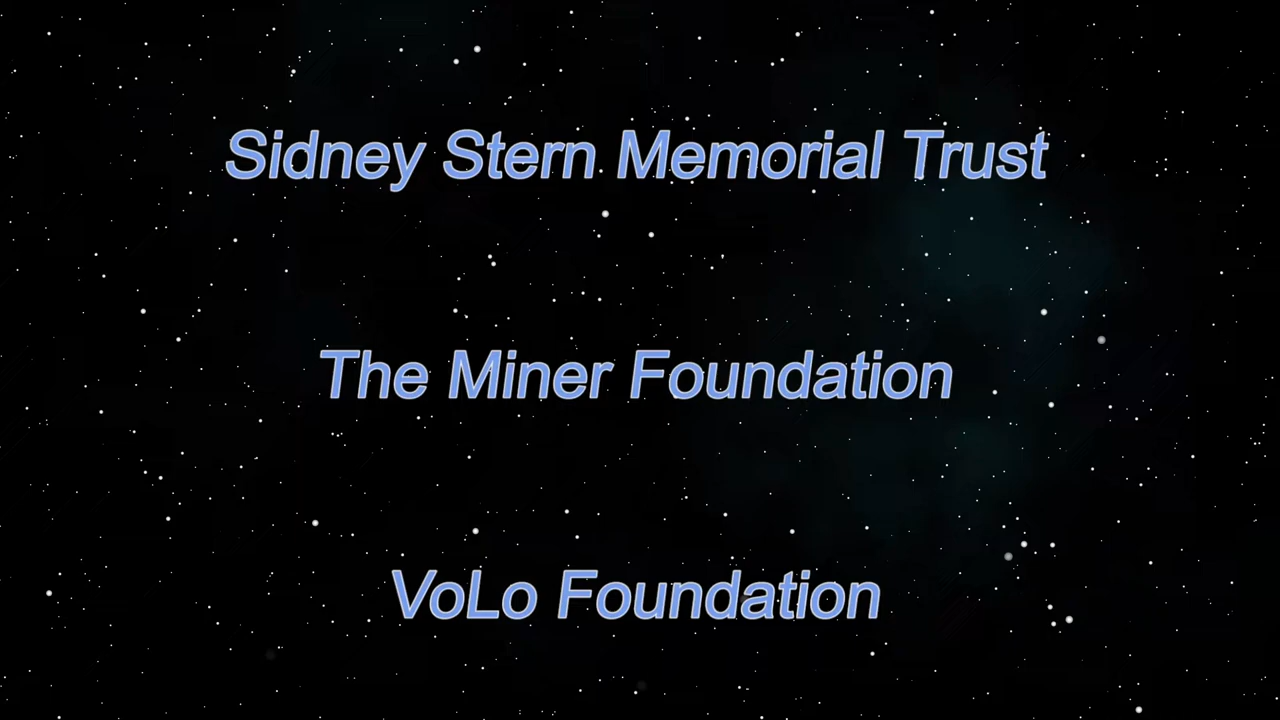 Sidney Stern Memorial Trust
The Miner Foundation
VoLo Foundation